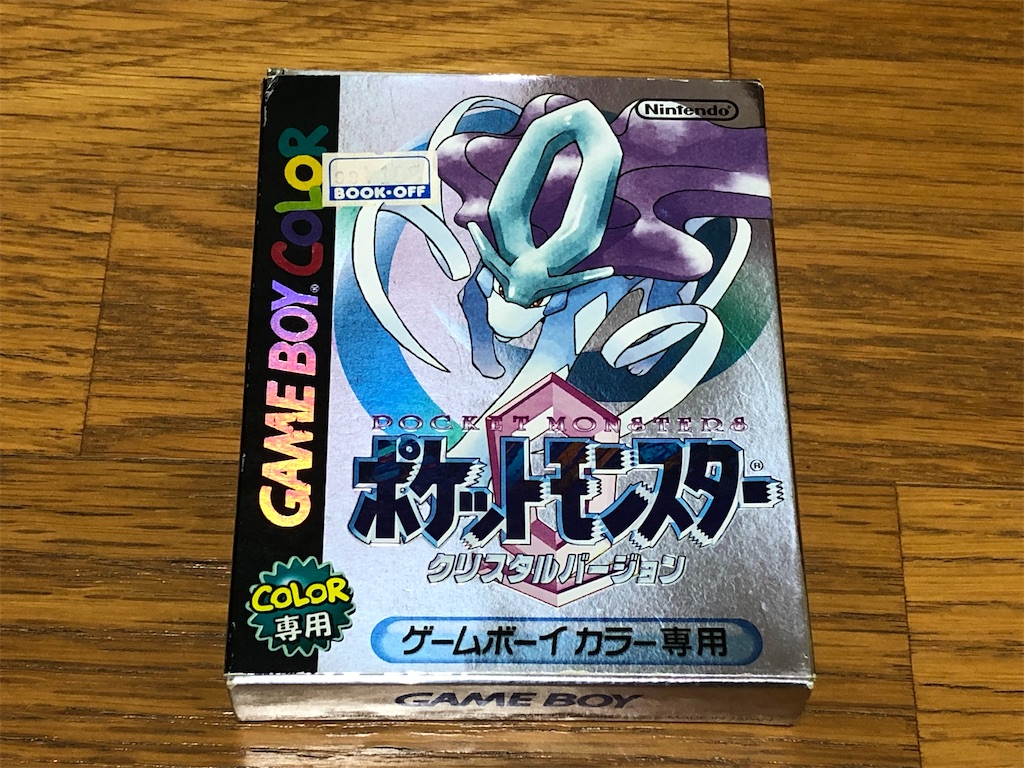 Nintendo®
BOOK·OFF
GAME BOY® COLOR
POCKET MONSTERS
ポケットモンスター®
クリスタルバージョン
COLOR
専用
ゲームボーイ カラー専用
GAME BOY